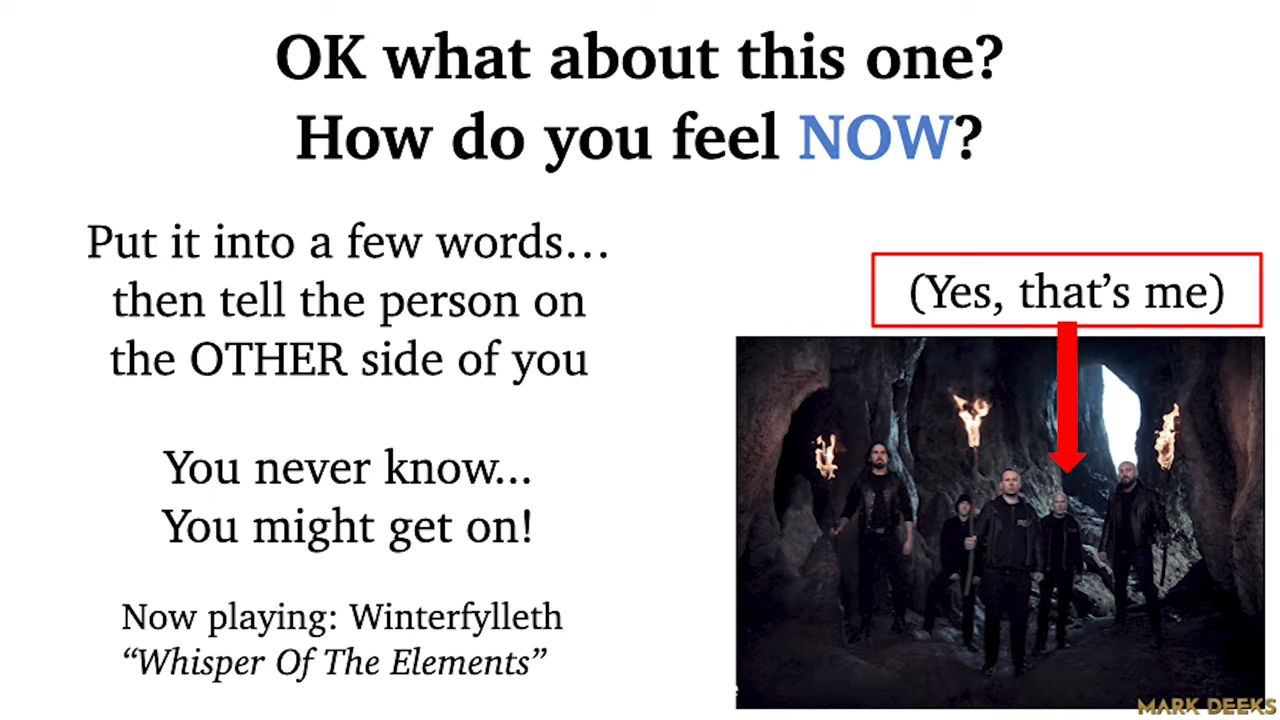 OK what about this one?
How do you feel NOW?
Put it into a few words…
then tell the person on
the OTHER side of you
You never know...
You might get on!
Now playing: Winterfylleth
“Whisper Of The Elements”
(Yes, that’s me)
MARK DEEKS